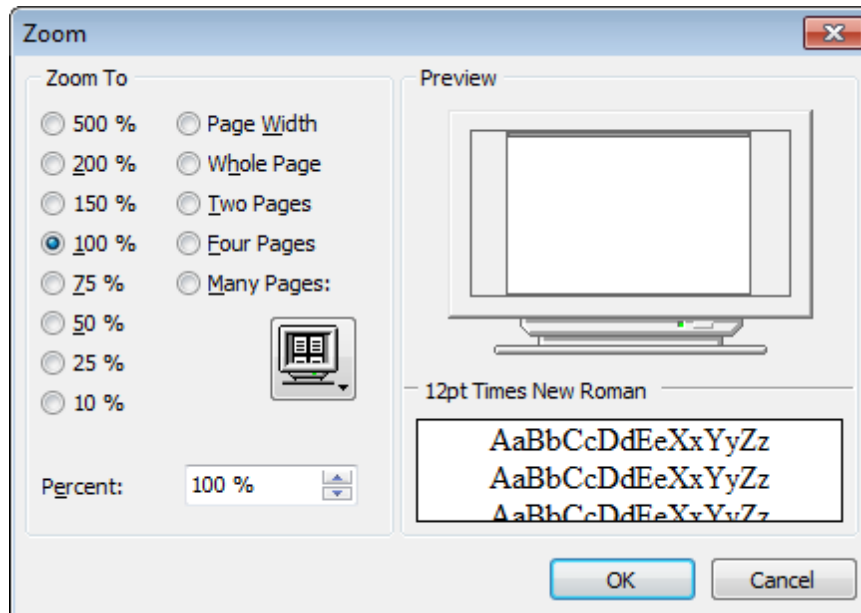 Zoom
Zoom To
500 %
200 %
150 %
100 %
75 %
50 %
25 %
10 %
Page Width
Whole Page
Two Pages
Four Pages
Many Pages:
Percent:
100 %
Preview
12pt Times New Roman
AaBbCcDdEeXxYyZz
AaBbCcDdEeXxYyZz
AaBbCcDdEeXxYyZz
OK
Cancel